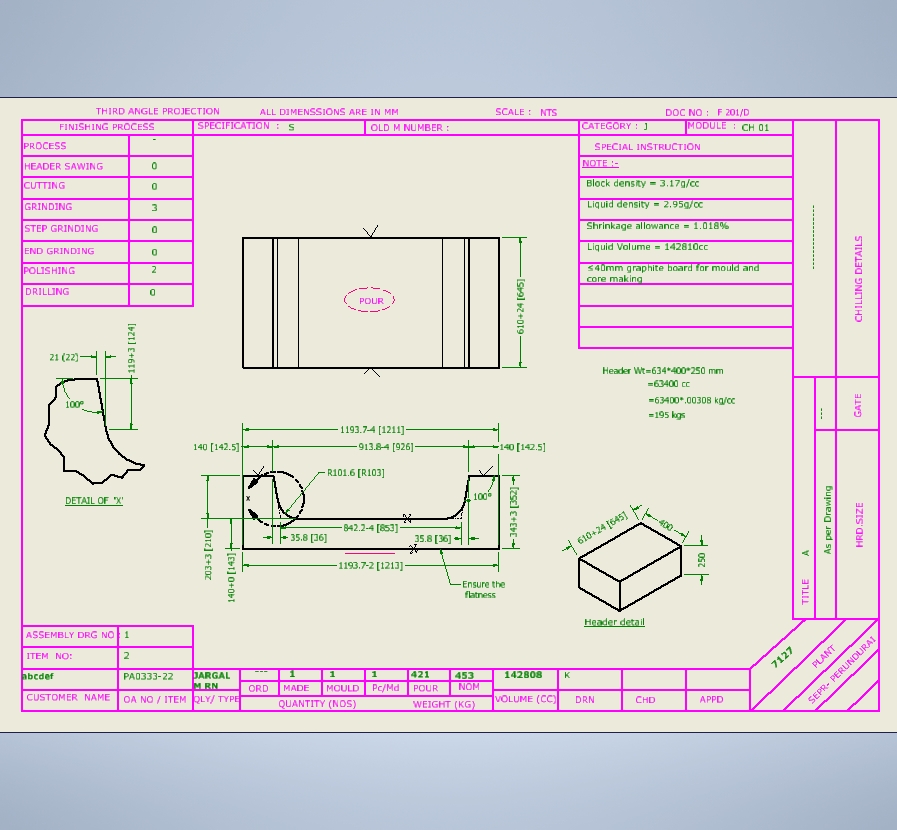 THIRD ANGLE PROJECTION ALL DIMENSSIONS ARE IN MM SCALE : NTS DOC NO : F 201/D
FINISHING PROCESS SPECIFICATION : S OLD M NUMBER : CATEGORY : J MODULE : CH 01
PROCESS -
HEADER SAWING 0
CUTTING 0
GRINDING 3
STEP GRINDING 0
END GRINDING 0
POLISHING 2
DRILLING 0
SPECIAL INSTRUCTION
NOTE :-
Block density = 3.17g/cc
Liquid density = 2.95g/cc
Shrinkage allowance = 1.018%
Liquid Volume = 142810cc
≤40mm graphite board for mould and
core making
CHILLING DETAILS
POUR
610+24 [645]
Header Wt=634*400*250 mm
=63400 cc
=63400*.00308 kg/cc
=195 kgs
21 (22)
119+3 [124]
100°
DETAIL OF 'X'
1193.7-4 [1211]
140 [142.5] 913.8-4 [926] 140 [142.5]
R101.6 [R103]
x
100°
842.2-4 [853]
35.8 [36] 35.8 [36]
203+3 [210]
140+0 [143]
343+3 [352]
1193.7-2 [1213]
Ensure the
flatness
610+24 [645]
400
250
Header detail
---
GATE
As per Drawing
HRD.SIZE
TITLE A
7127
PLANT
SEPR- PERUNDURAI
ASSEMBLY DRG NO : 1
ITEM NO: 2
abcdef PA0333-22 JARGAL
M RN
--- 1 1 1 421 453 142808 K
ORD MADE MOULD Pc/Md POUR NOM
CUSTOMER NAME OA NO / ITEM QLY/ TYPE QUANTITY (NOS) WEIGHT (KG) VOLUME (CC) DRN CHD APPD